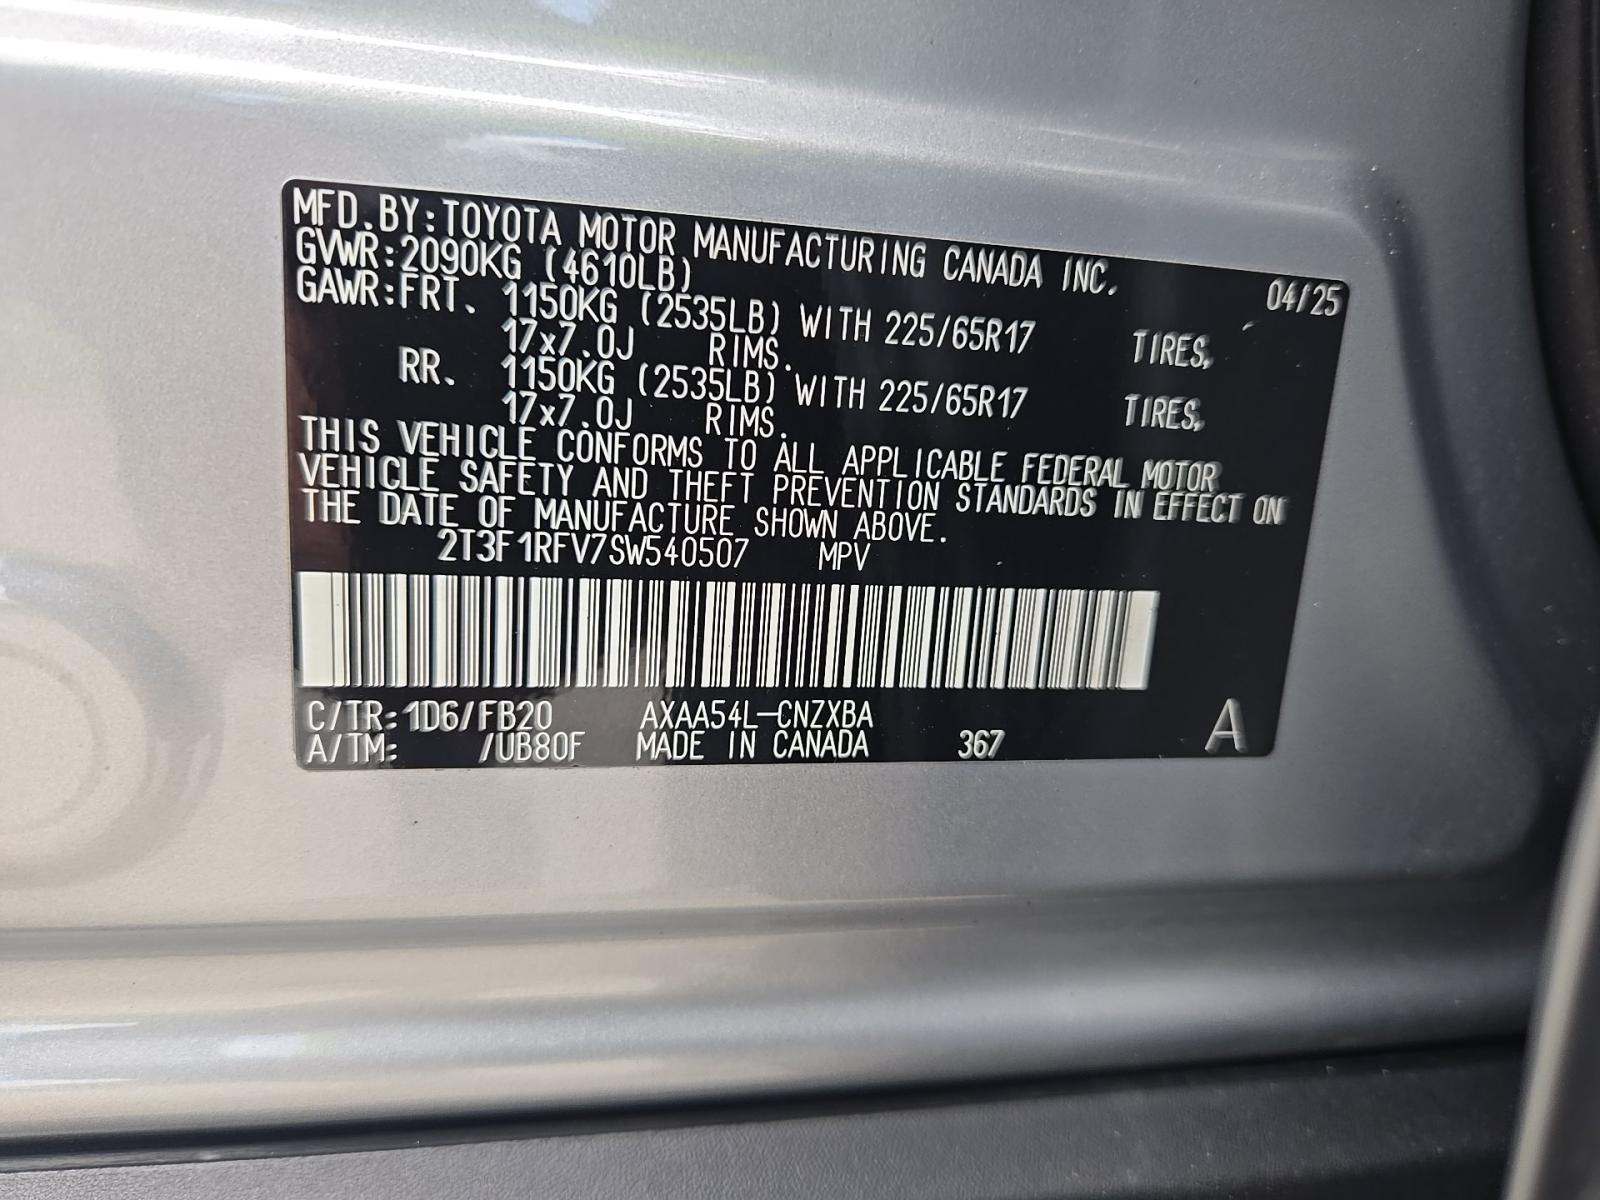 MFD.BY:TOYOTA MOTOR MANUFACTURING CANADA INC. 04/25
GVWR:2090KG (4610LB)
GAWR:FRT. 1150KG (2535LB) WITH 225/65R17 TIRES,
17x7.0J RIMS.
RR. 1150KG (2535LB) WITH 225/65R17 TIRES,
17x7.0J RIMS.
THIS VEHICLE CONFORMS TO ALL APPLICABLE FEDERAL MOTOR
VEHICLE SAFETY AND THEFT PREVENTION STANDARDS IN EFFECT ON
THE DATE OF MANUFACTURE SHOWN ABOVE.
2T3F1RFV7SW540507 MPV
C/TR:1D6/FB20 AXAA54L-CNZXBA
A/TM: /UB80F MADE IN CANADA 367 A